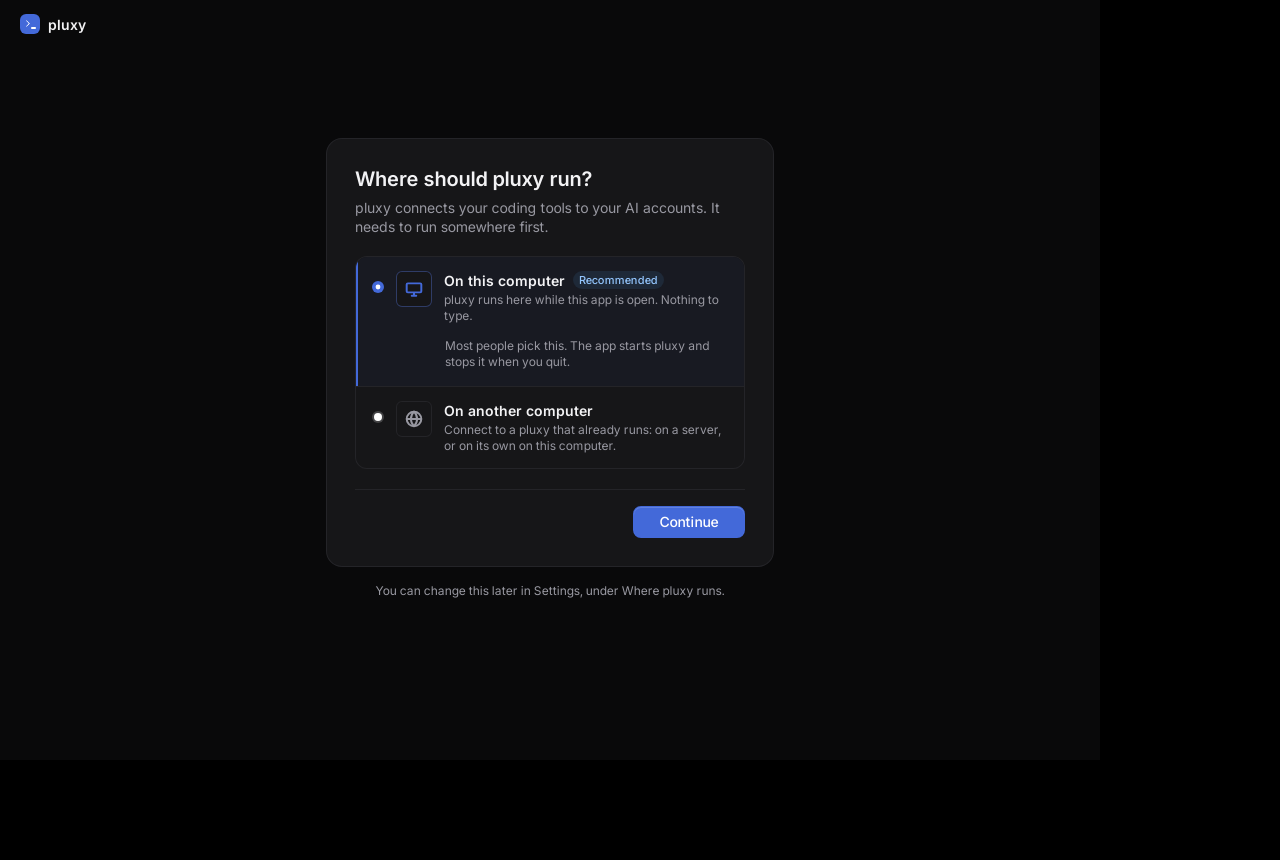 pluxy
Where should pluxy run?
pluxy connects your coding tools to your AI accounts. It
needs to run somewhere first.
On this computer Recommended
pluxy runs here while this app is open. Nothing to
type.
Most people pick this. The app starts pluxy and
stops it when you quit.
On another computer
Connect to a pluxy that already runs: on a server,
or on its own on this computer.
Continue
You can change this later in Settings, under Where pluxy runs.